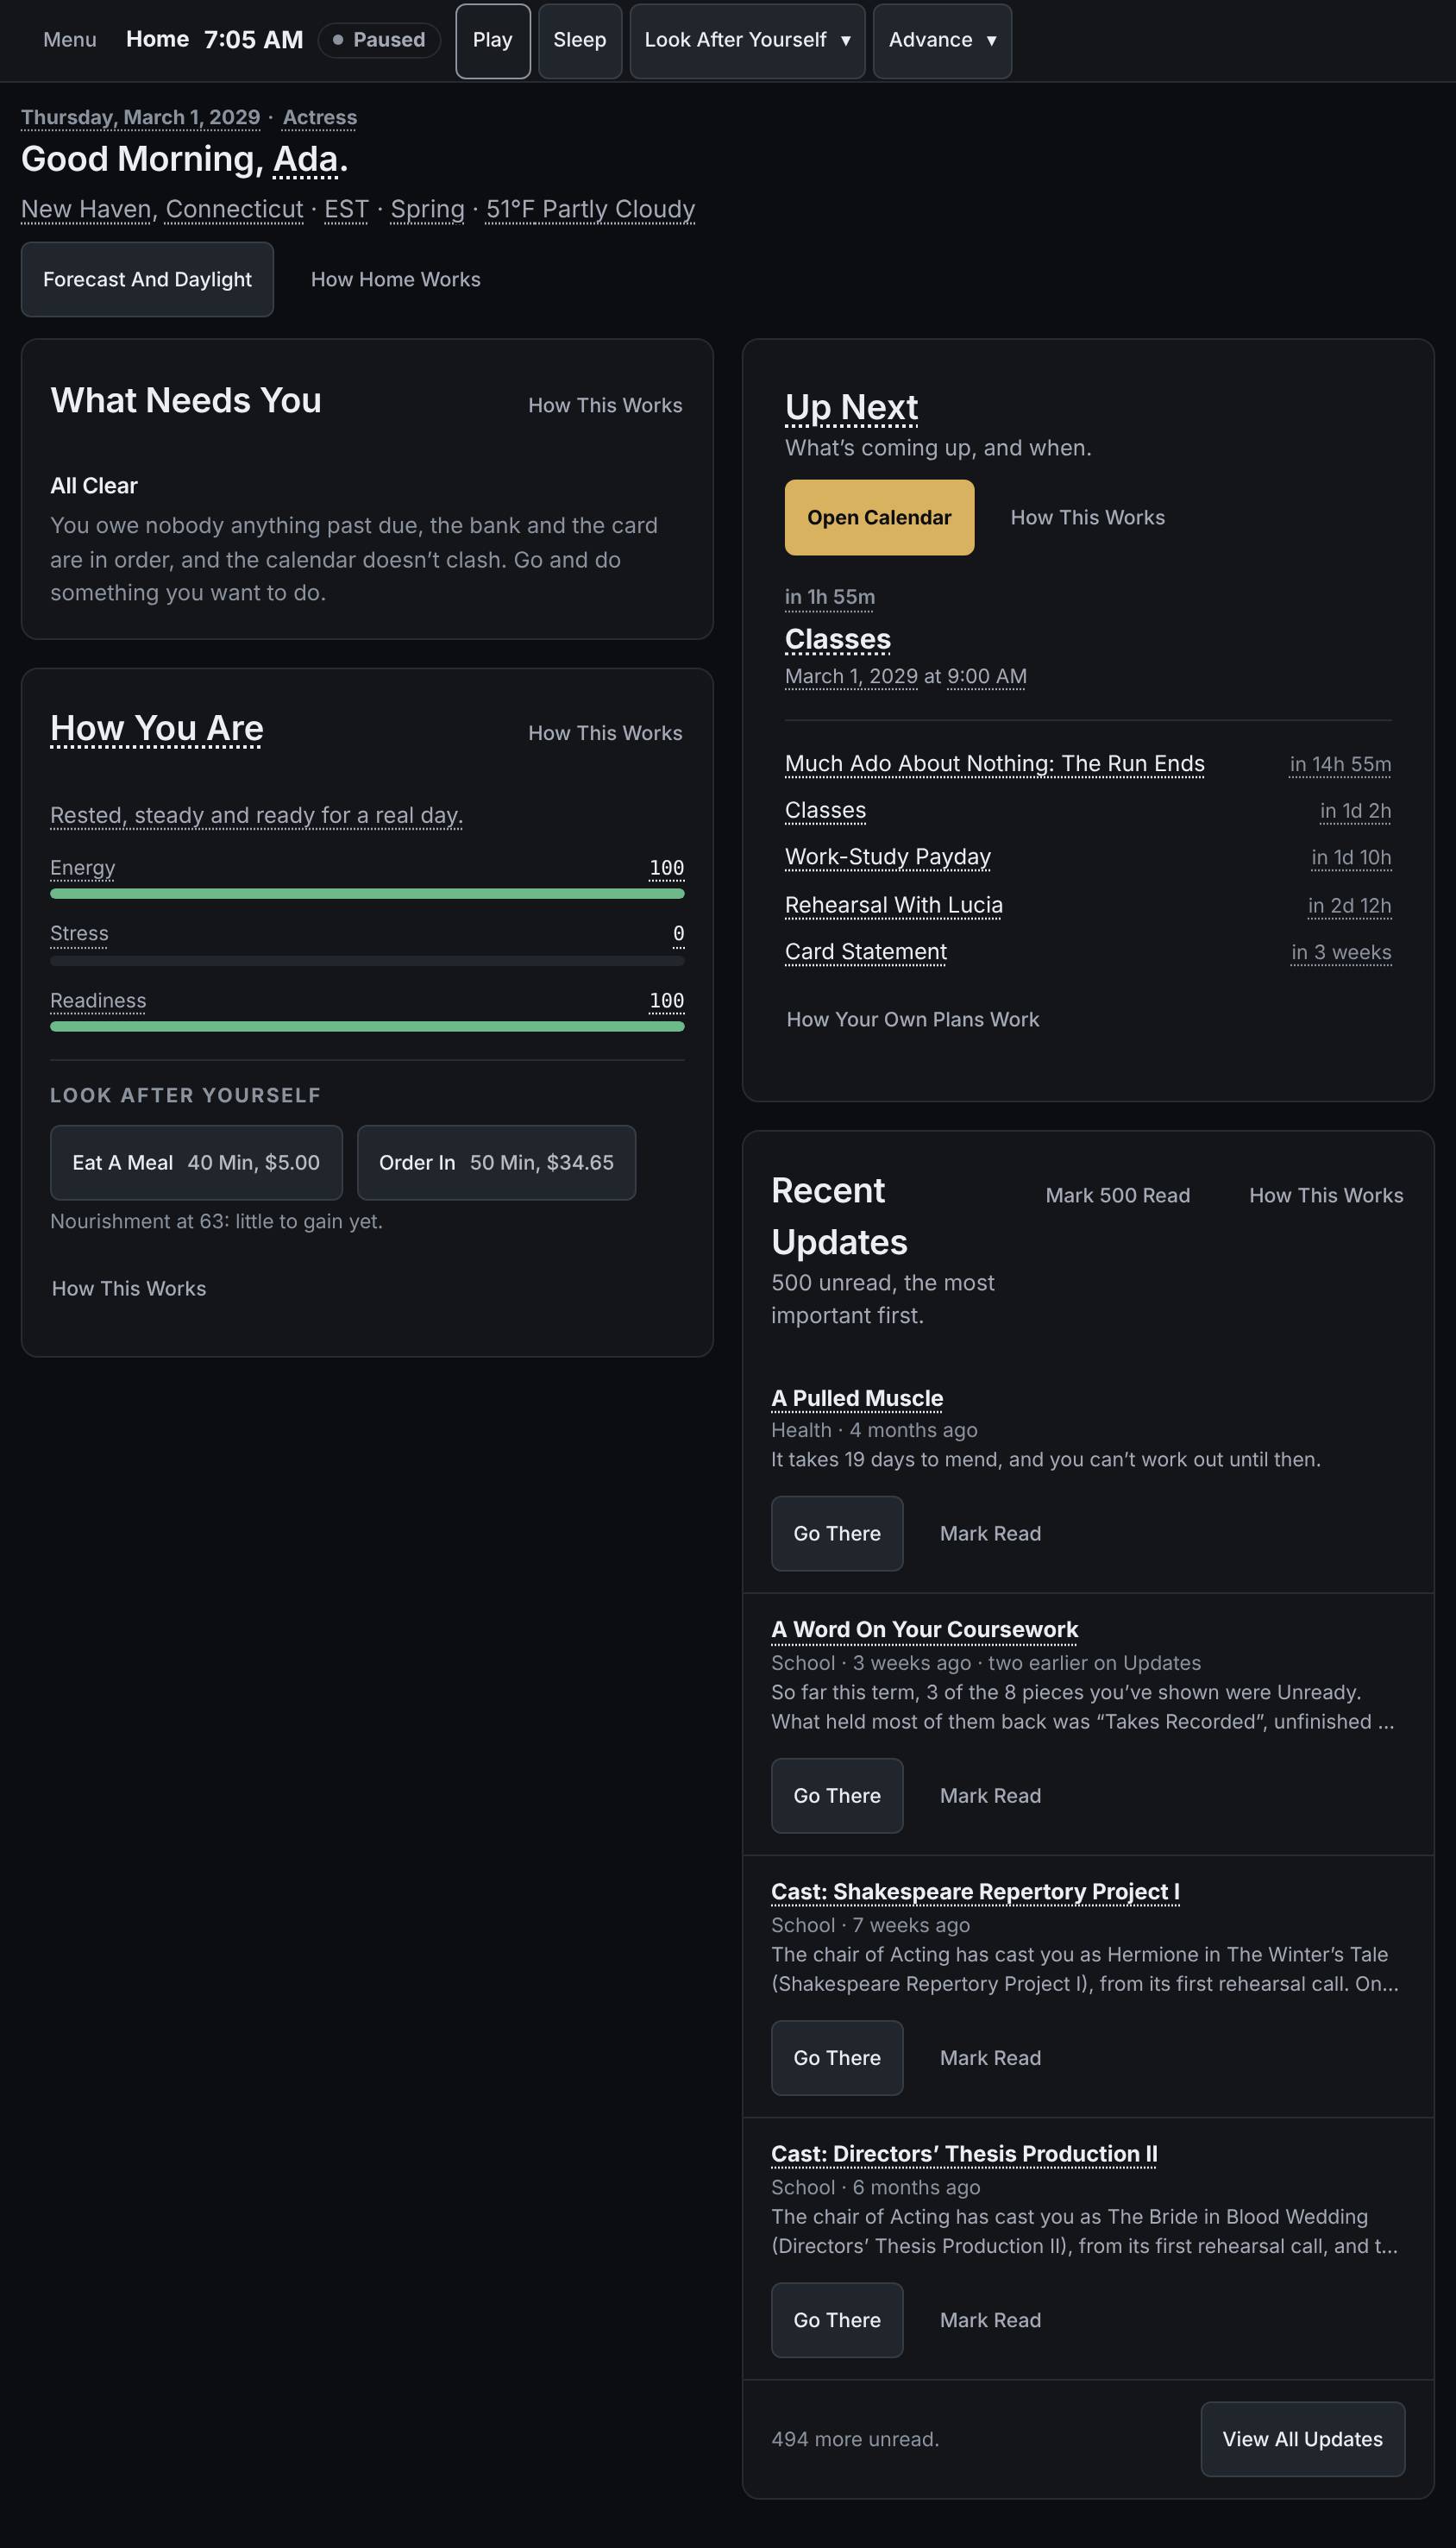 Menu Home 7:05 AM Paused Play Sleep Look After Yourself ▾ Advance ▾
Thursday, March 1, 2029 · Actress
Good Morning, Ada.
New Haven, Connecticut · EST · Spring · 51°F Partly Cloudy
Forecast And Daylight How Home Works
What Needs You How This Works
All Clear
You owe nobody anything past due, the bank and the card
are in order, and the calendar doesn’t clash. Go and do
something you want to do.
How You Are How This Works
Rested, steady and ready for a real day.
Energy 100
Stress 0
Readiness 100
LOOK AFTER YOURSELF
Eat A Meal 40 Min, $5.00 Order In 50 Min, $34.65
Nourishment at 63: little to gain yet.
How This Works
Up Next
What’s coming up, and when.
Open Calendar How This Works
in 1h 55m
Classes
March 1, 2029 at 9:00 AM
Much Ado About Nothing: The Run Ends in 14h 55m
Classes in 1d 2h
Work-Study Payday in 1d 10h
Rehearsal With Lucia in 2d 12h
Card Statement in 3 weeks
How Your Own Plans Work
Recent Mark 500 Read How This Works
Updates
500 unread, the most
important first.
A Pulled Muscle
Health · 4 months ago
It takes 19 days to mend, and you can’t work out until then.
Go There Mark Read
A Word On Your Coursework
School · 3 weeks ago · two earlier on Updates
So far this term, 3 of the 8 pieces you’ve shown were Unready.
What held most of them back was “Takes Recorded”, unfinished ...
Go There Mark Read
Cast: Shakespeare Repertory Project I
School · 7 weeks ago
The chair of Acting has cast you as Hermione in The Winter’s Tale
(Shakespeare Repertory Project I), from its first rehearsal call. On...
Go There Mark Read
Cast: Directors’ Thesis Production II
School · 6 months ago
The chair of Acting has cast you as The Bride in Blood Wedding
(Directors’ Thesis Production II), from its first rehearsal call, and t...
Go There Mark Read
494 more unread. View All Updates